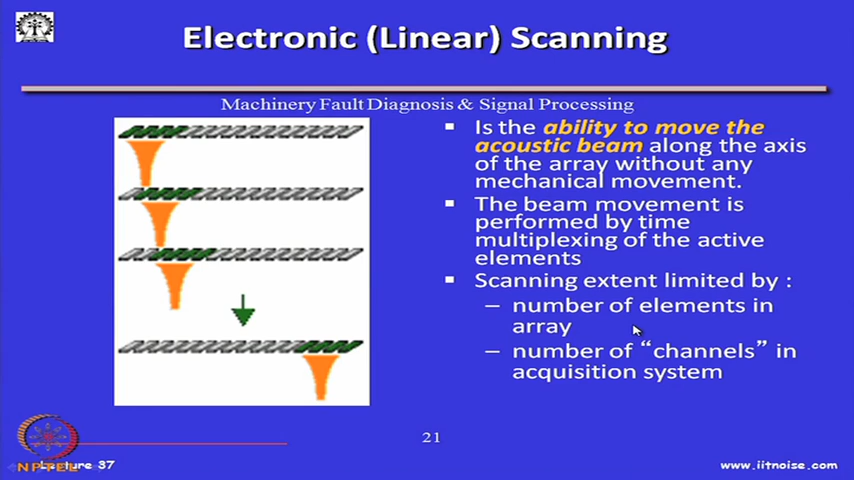 Electronic (Linear) Scanning
Machinery Fault Diagnosis & Signal Processing
Is the ability to move the
acoustic beam along the axis
of the array without any
mechanical movement.
The beam movement is
performed by time
multiplexing of the active
elements
Scanning extent limited by :
– number of elements in
array
– number of “channels” in
acquisition system
21
NPTEL
Lecture 37
www.iitnoise.com